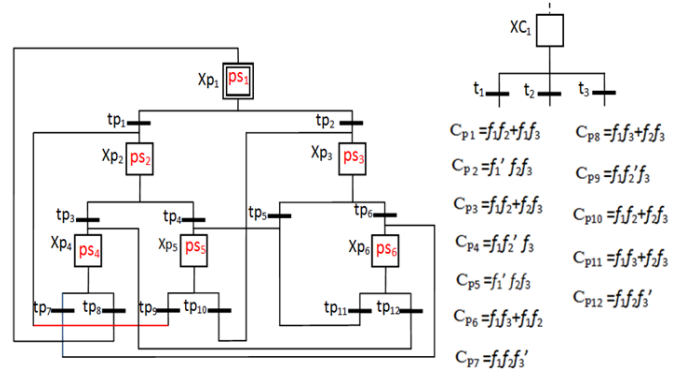 XC₁
Xp₁ ps₁
t₁ t₂ t₃
tp₁ tp₂
Xp₂ ps₂ Xp₃ ps₃
tp₃ tp₄ tp₅ tp₆
Xp₄ ps₄ Xp₅ ps₅ Xp₆ ps₆
tp₇ tp₈ tp₉ tp₁₀ tp₁₁ tp₁₂
Cₚ₁ =f₁f₂+f₁f₃
Cₚ₂ =f₁′ f₂f₃
Cₚ₃ =f₁f₂+f₂f₃
Cₚ₄ =f₁f₂′ f₃
Cₚ₅ =f₁′ f₂f₃
Cₚ₆ =f₁f₃+f₁f₂
Cₚ₇ =f₁f₂f₃′
Cₚ₈ =f₁f₃+f₂f₃
Cₚ₉ =f₁f₂′f₃
Cₚ₁₀ =f₁f₂+f₂f₃
Cₚ₁₁ =f₁f₃+f₂f₃
Cₚ₁₂ =f₁f₂f₃′